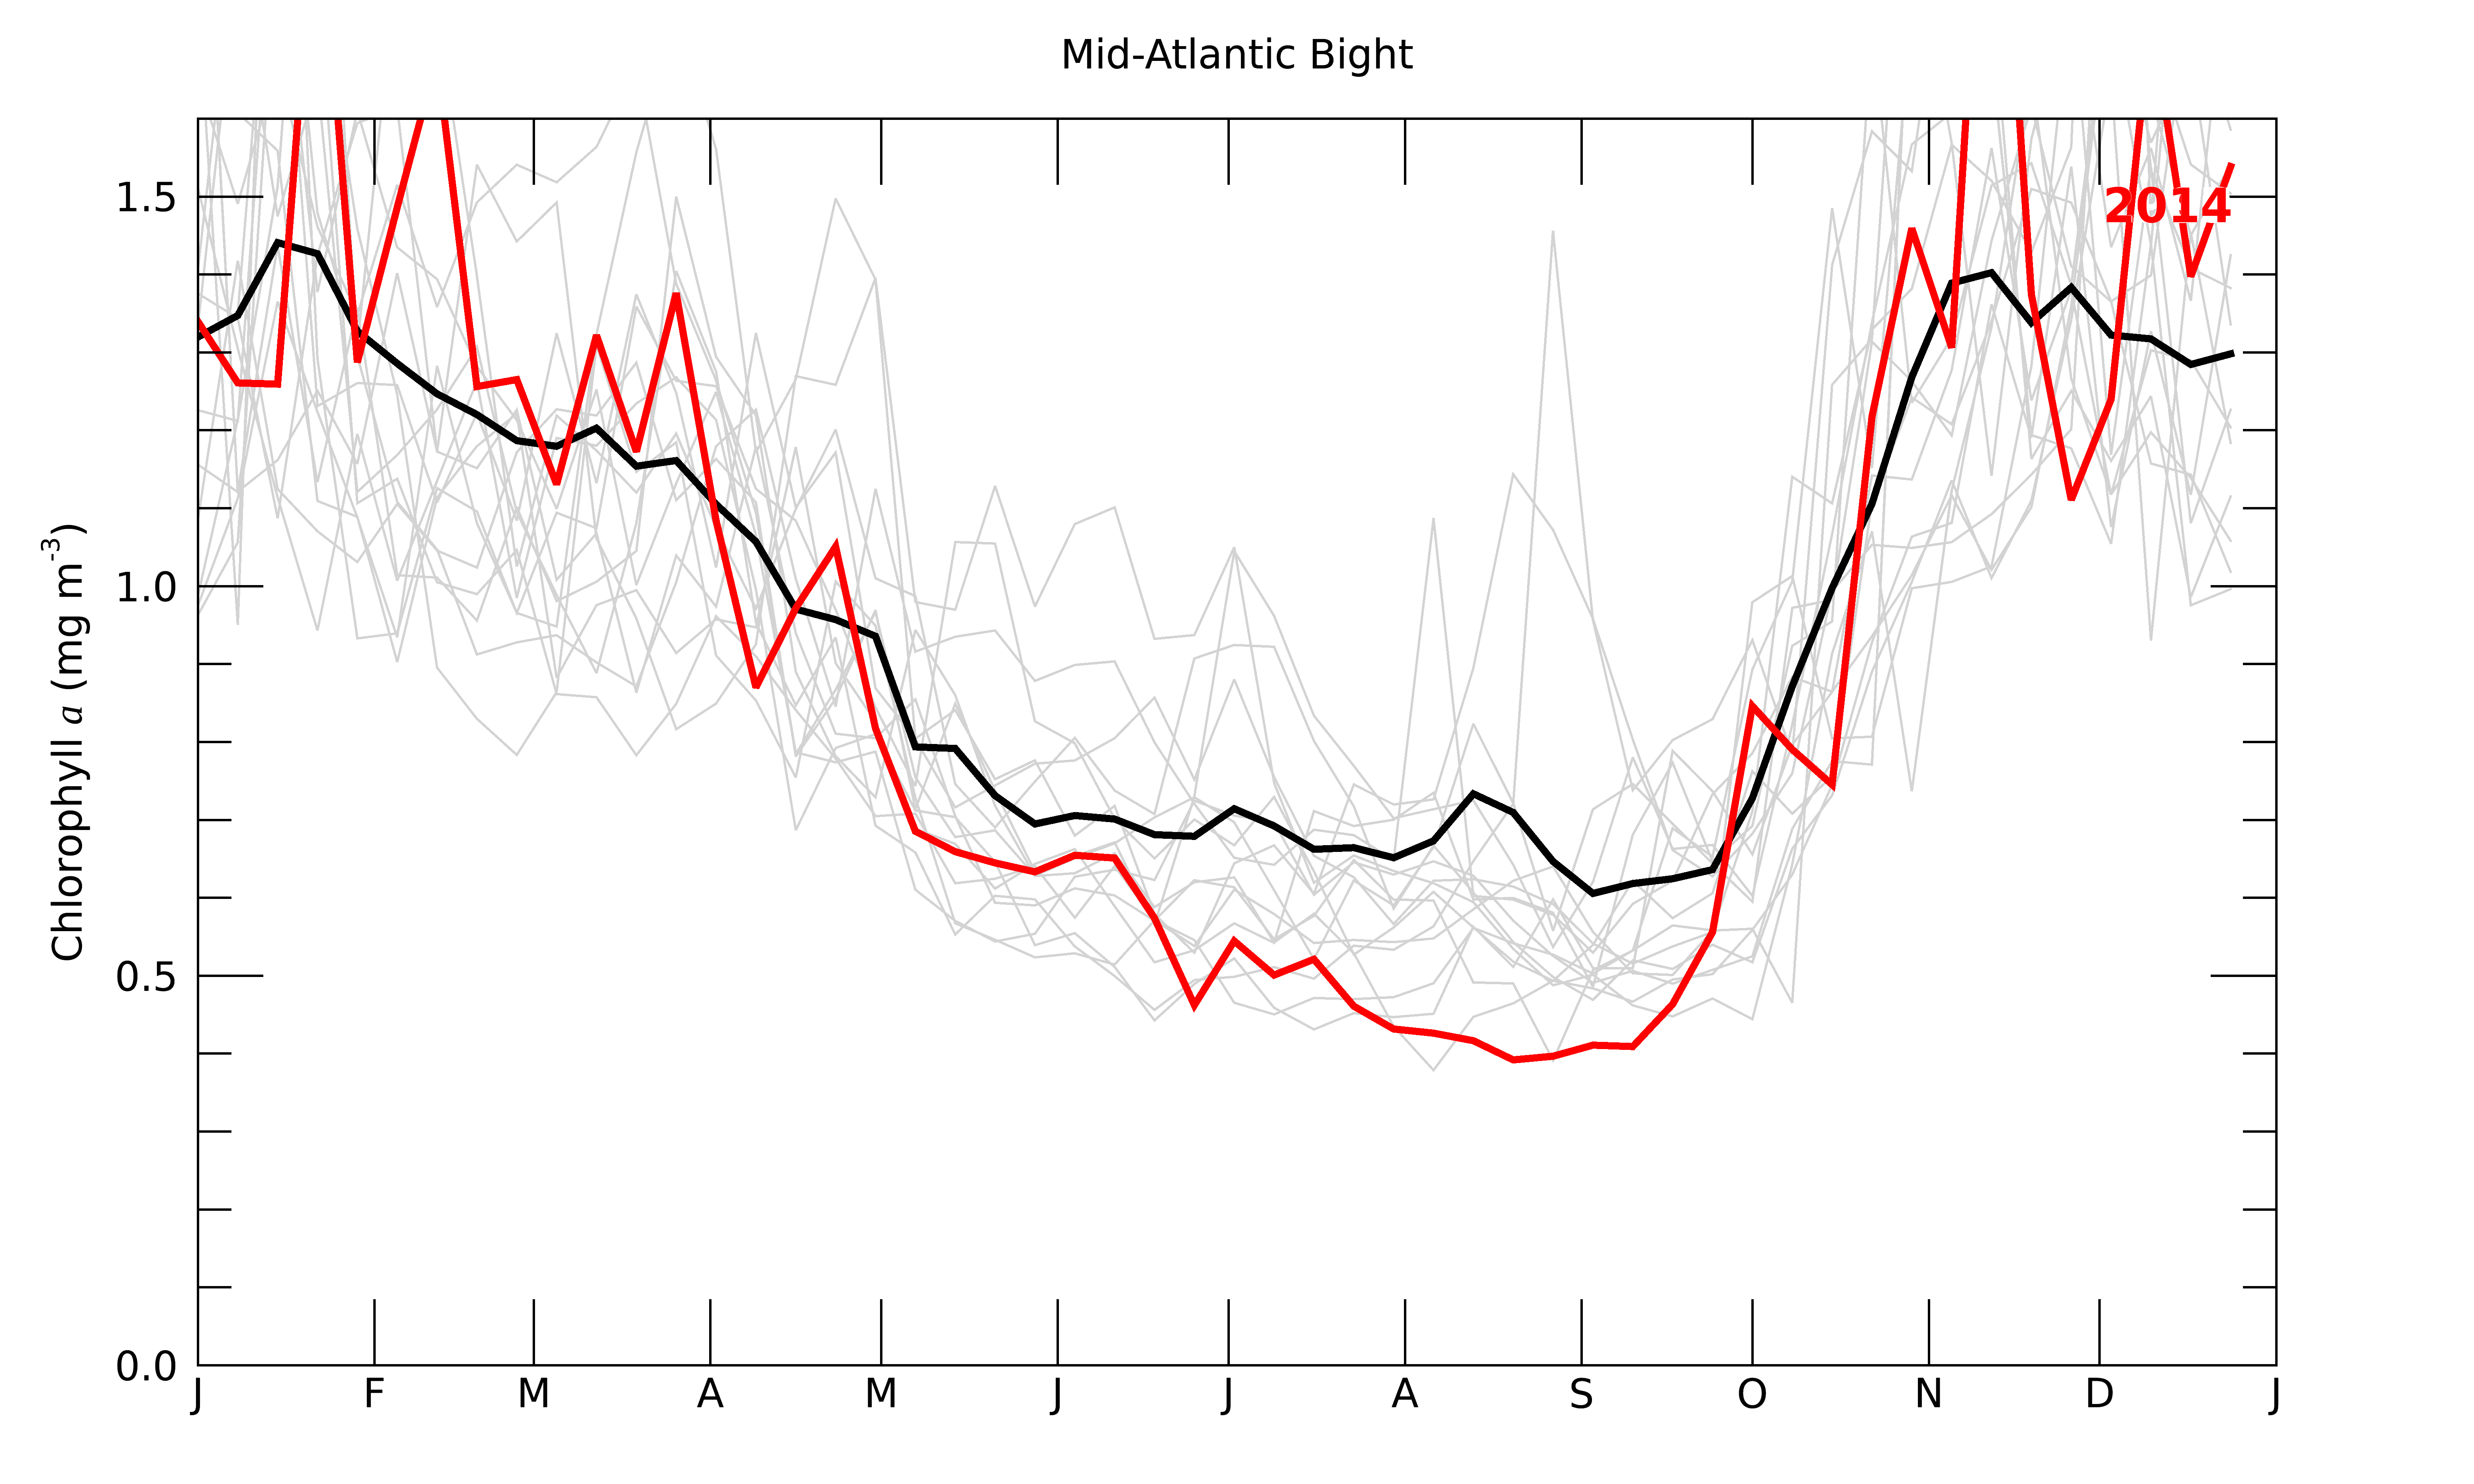 Mid-Atlantic Bight
Chlorophyll a (mg m⁻³)
1.5
1.0
0.5
0.0
2014
J F M A M J J A S O N D J